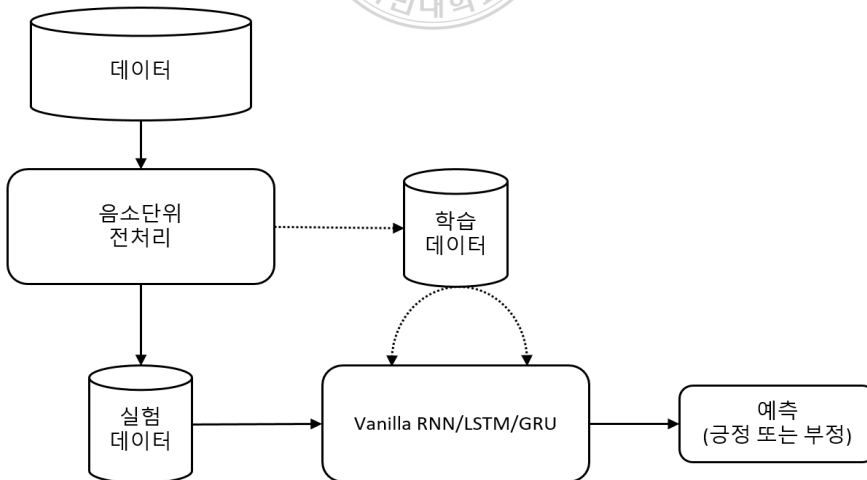 데이터
음소단위
전처리
학습
데이터
실험
데이터
Vanilla RNN/LSTM/GRU
예측
(긍정 또는 부정)